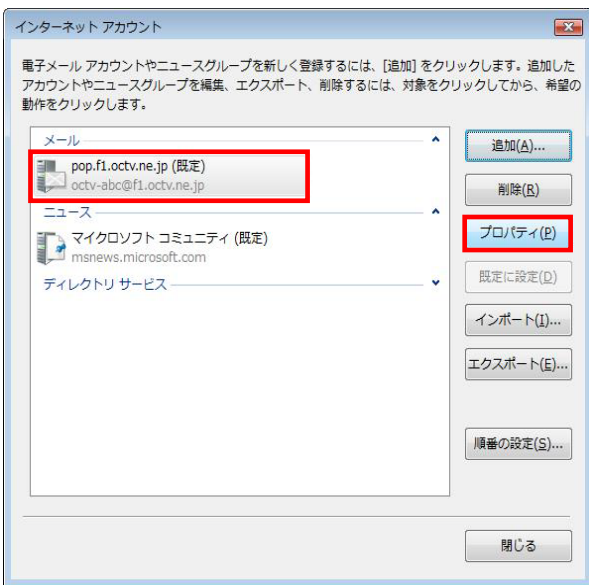 インターネット アカウント
電子メール アカウントやニュースグループを新しく登録するには、[追加] をクリックします。追加した
アカウントやニュースグループを編集、エクスポート、削除するには、対象をクリックしてから、希望の
動作をクリックします。
メール
pop.f1.octv.ne.jp (既定)
octv-abc@f1.octv.ne.jp
ニュース
マイクロソフト コミュニティ (既定)
msnews.microsoft.com
ディレクトリ サービス
追加(A)...
削除(R)
プロパティ(P)
既定に設定(D)
インポート(I)...
エクスポート(E)...
順番の設定(S)...
閉じる